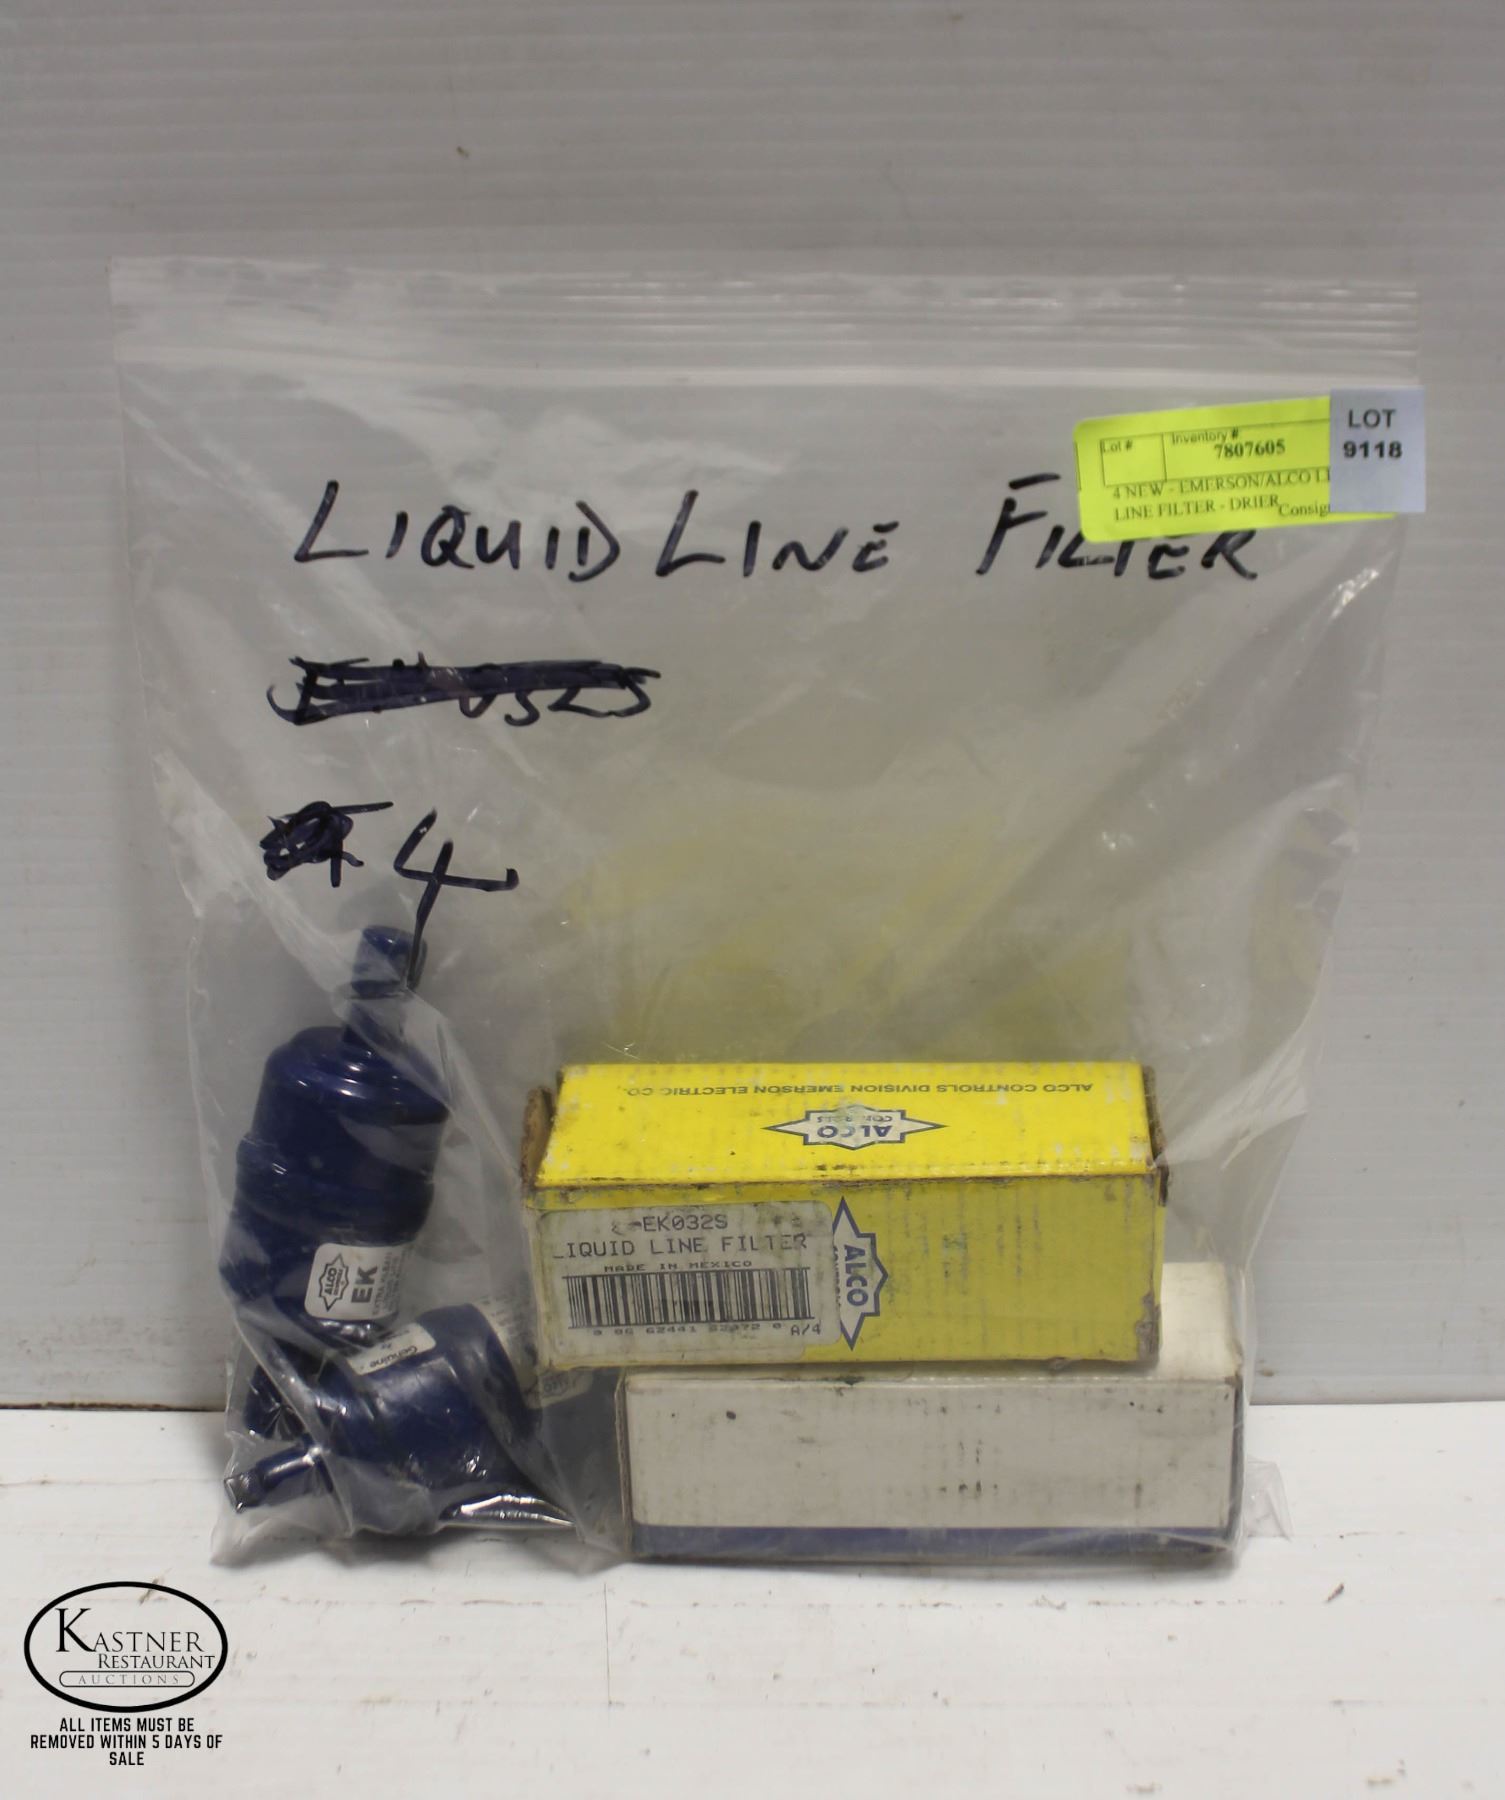 LOT
9118
Lot #
Inventory #
7807605
4 NEW - EMERSON/ALCO
LINE FILTER - DRIER
LIQUID LINE FILTER
4
ALCO CONTROLS DIVISION EMERSON ELECTRIC CO.
ALCO
CONTROLS
EK032S
LIQUID LINE FILTER
MADE IN MEXICO
A/4
ALCO
ALCO
EK
Genuine
KASTNER
RESTAURANT
AUCTIONS
ALL ITEMS MUST BE
REMOVED WITHIN 5 DAYS OF
SALE